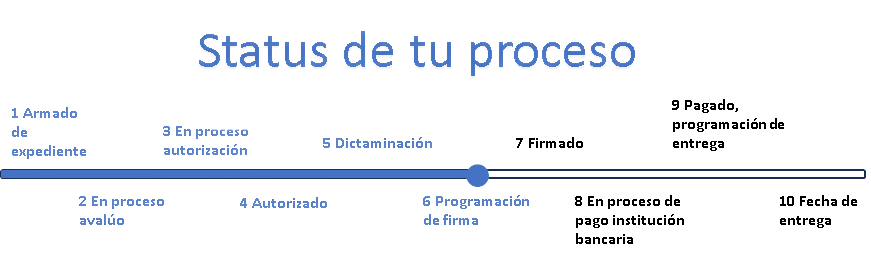 Status de tu proceso
1 Armado
de
expediente
2 En proceso
avalúo
3 En proceso
autorización
4 Autorizado
5 Dictaminación
6 Programación
de firma
7 Firmado
8 En proceso de
pago institución
bancaria
9 Pagado,
programación de
entrega
10 Fecha de
entrega